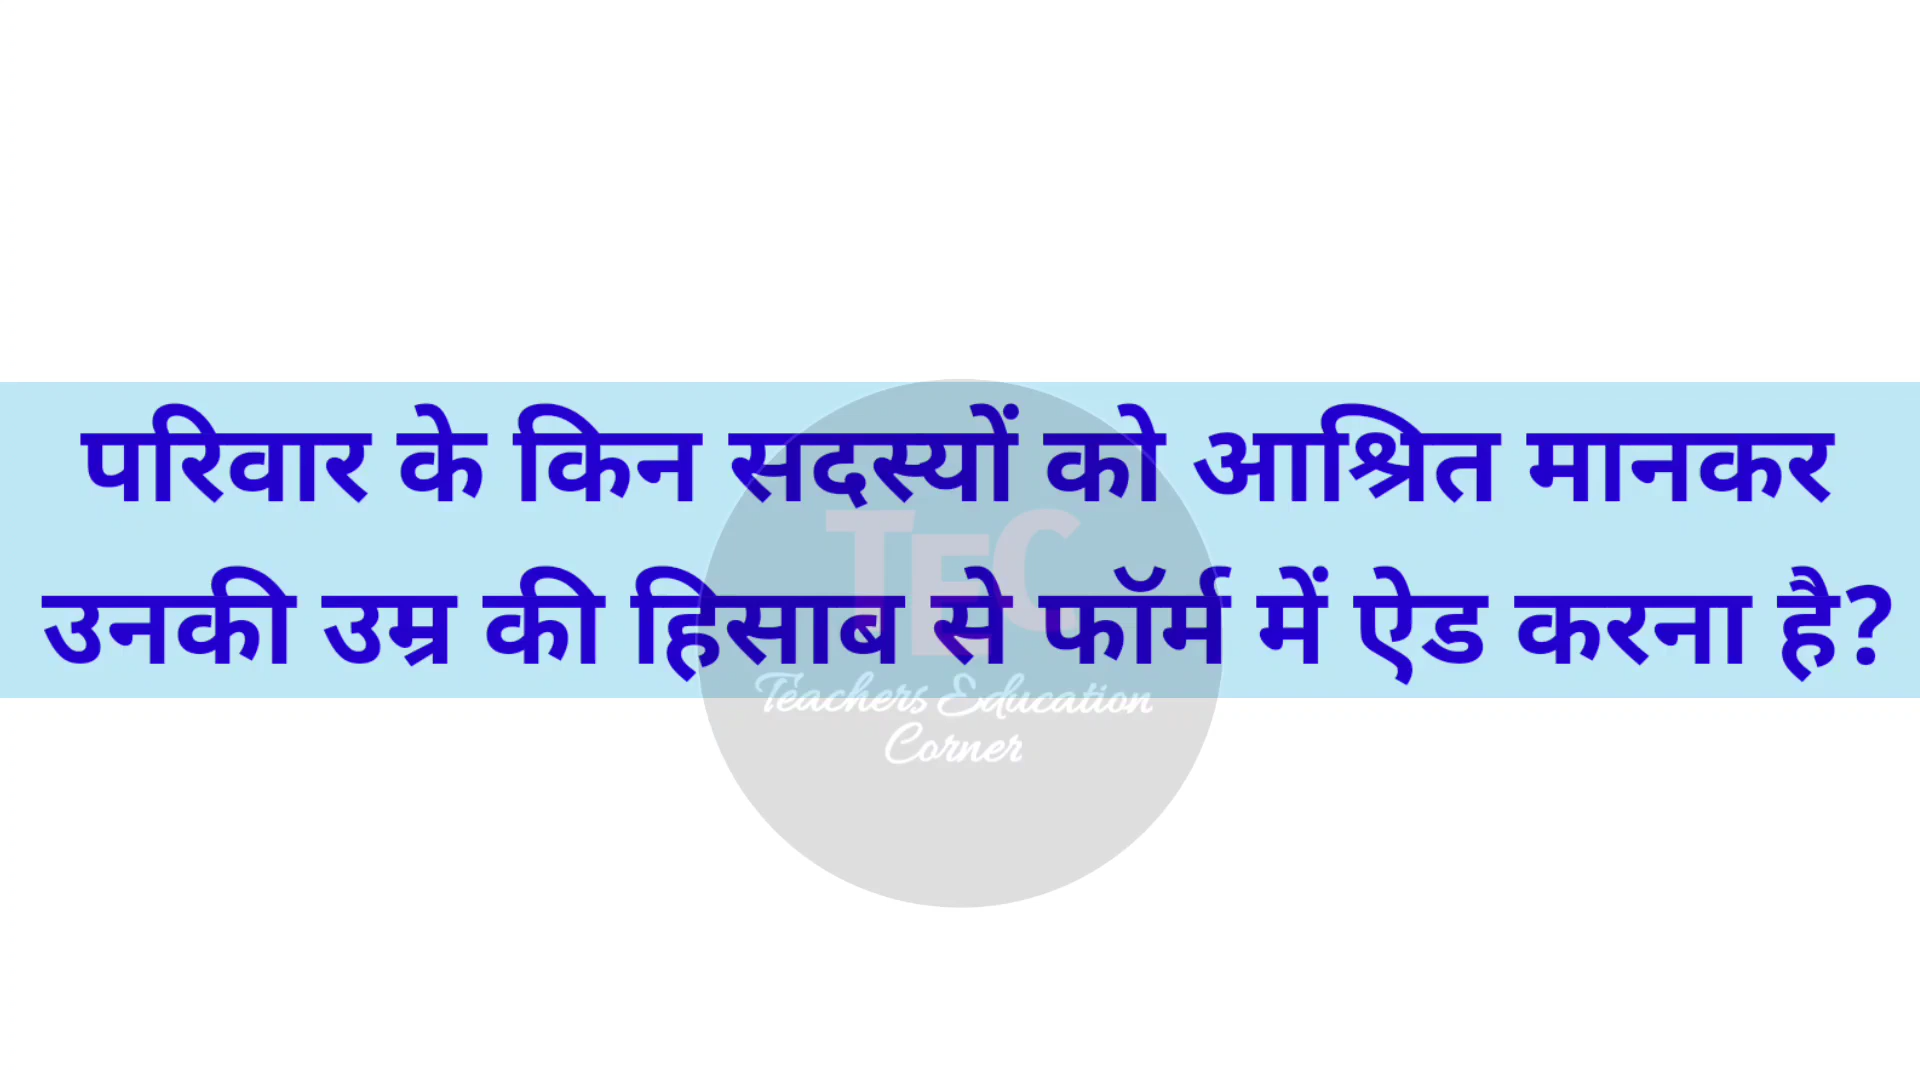 परिवार के किन सदस्यों को आश्रित मानकर
उनकी उम्र की हिसाब से फॉर्म में ऐड करना है?
TEC
Teachers Education
Corner